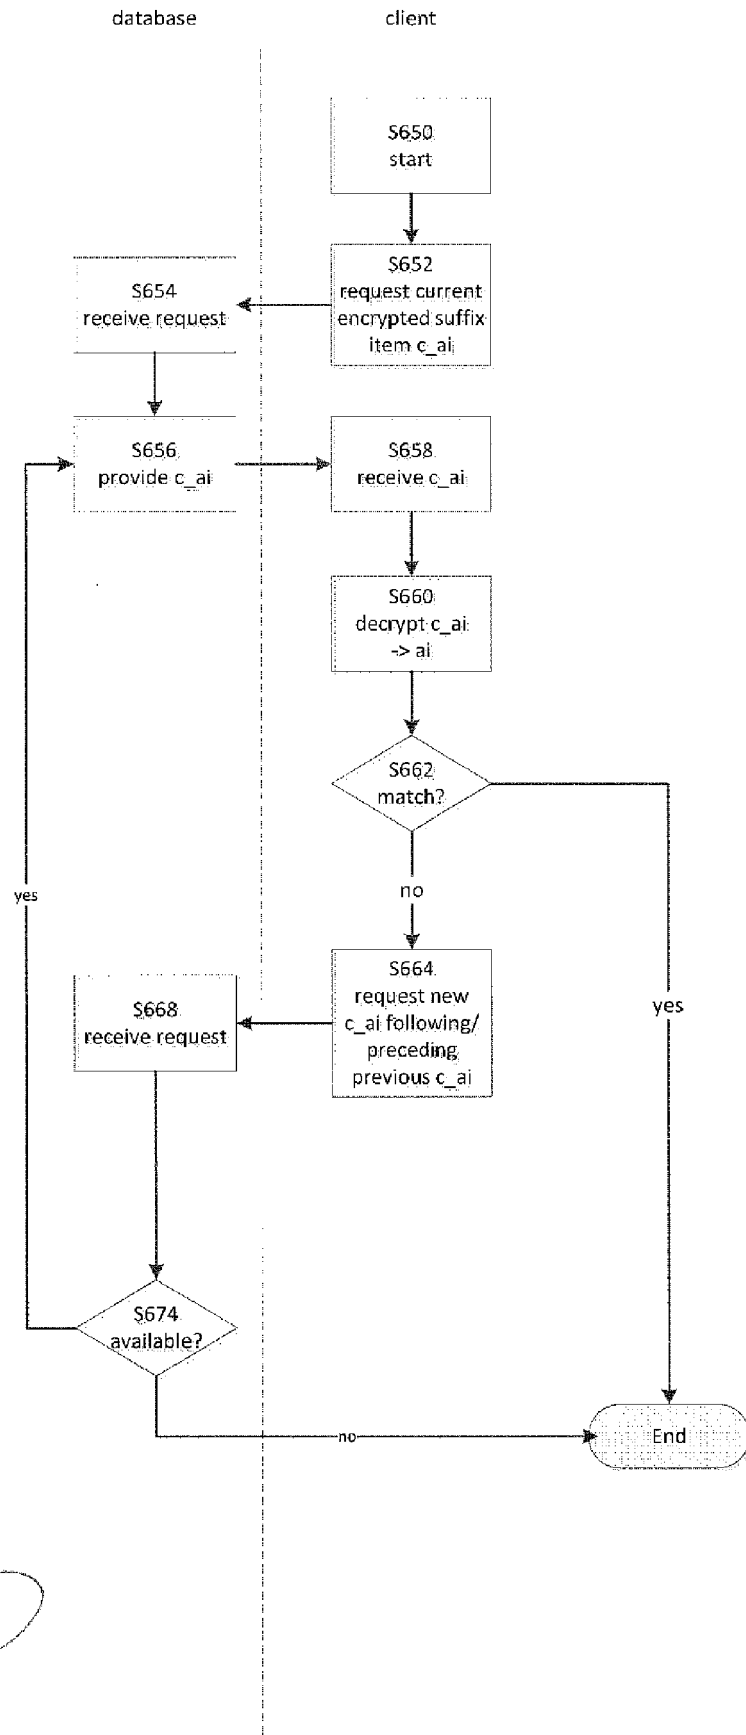 database
client
S650
start
S652
request current
encrypted suffix
item c_ai
S654
receive request
S656
provide c_ai
S658
receive c_ai
S660
decrypt c_ai
-> ai
S662
match?
yes
no
S664
request new
c_ai following/
preceding
previous c_ai
S668
receive request
yes
S674
available?
no
End